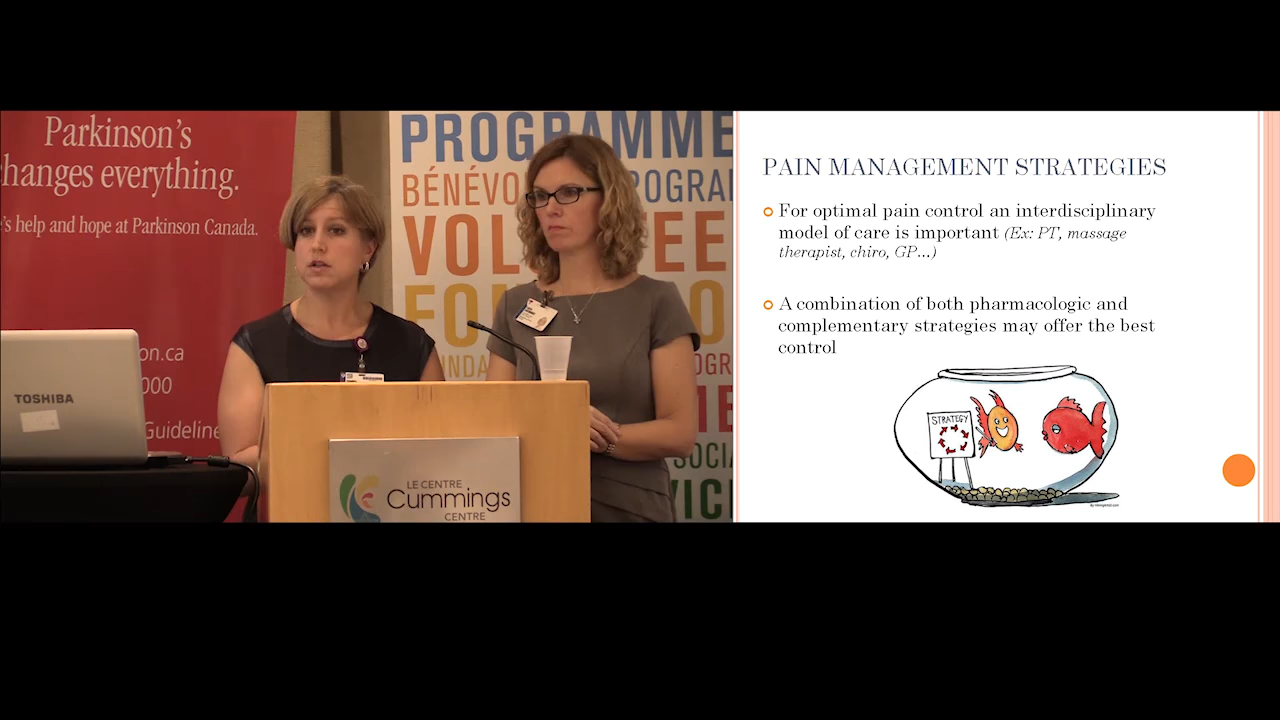 Parkinson's
changes everything.
's help and hope at Parkinson Canada.
on.ca
000
Guideline
TOSHIBA
PROGRAMME
BÉNÉVO
ROGRA
VOL
EE
FO
O
UNDA
OGR
IE
SOCIA
VIC
LE CENTRE
Cummings
CENTRE
PAIN MANAGEMENT STRATEGIES
For optimal pain control an interdisciplinary
model of care is important (Ex: PT, massage
therapist, chiro, GP...)
A combination of both pharmacologic and
complementary strategies may offer the best
control
STRATEGY